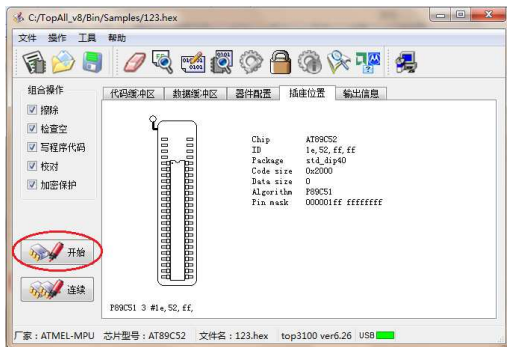 C:/TopAll_v8/Bin/Samples/123.hex
文件 操作 工具 帮助
组合操作
擦除
检查空
写程序代码
校对
加密保护
开始
连续
代码缓冲区 数据缓冲区 器件配置 插座位置 输出信息
Chip AT89C52
ID 1e,52,ff,ff
Package std_dip40
Code size 0x2000
Data size 0
Algorithm P89C51
Pin mask 000001ff ffffffff
P89C51 3 #1e,52,ff,
厂家：ATMEL-MPU 芯片型号：AT89C52 文件名：123.hex top3100 ver6.26 USB